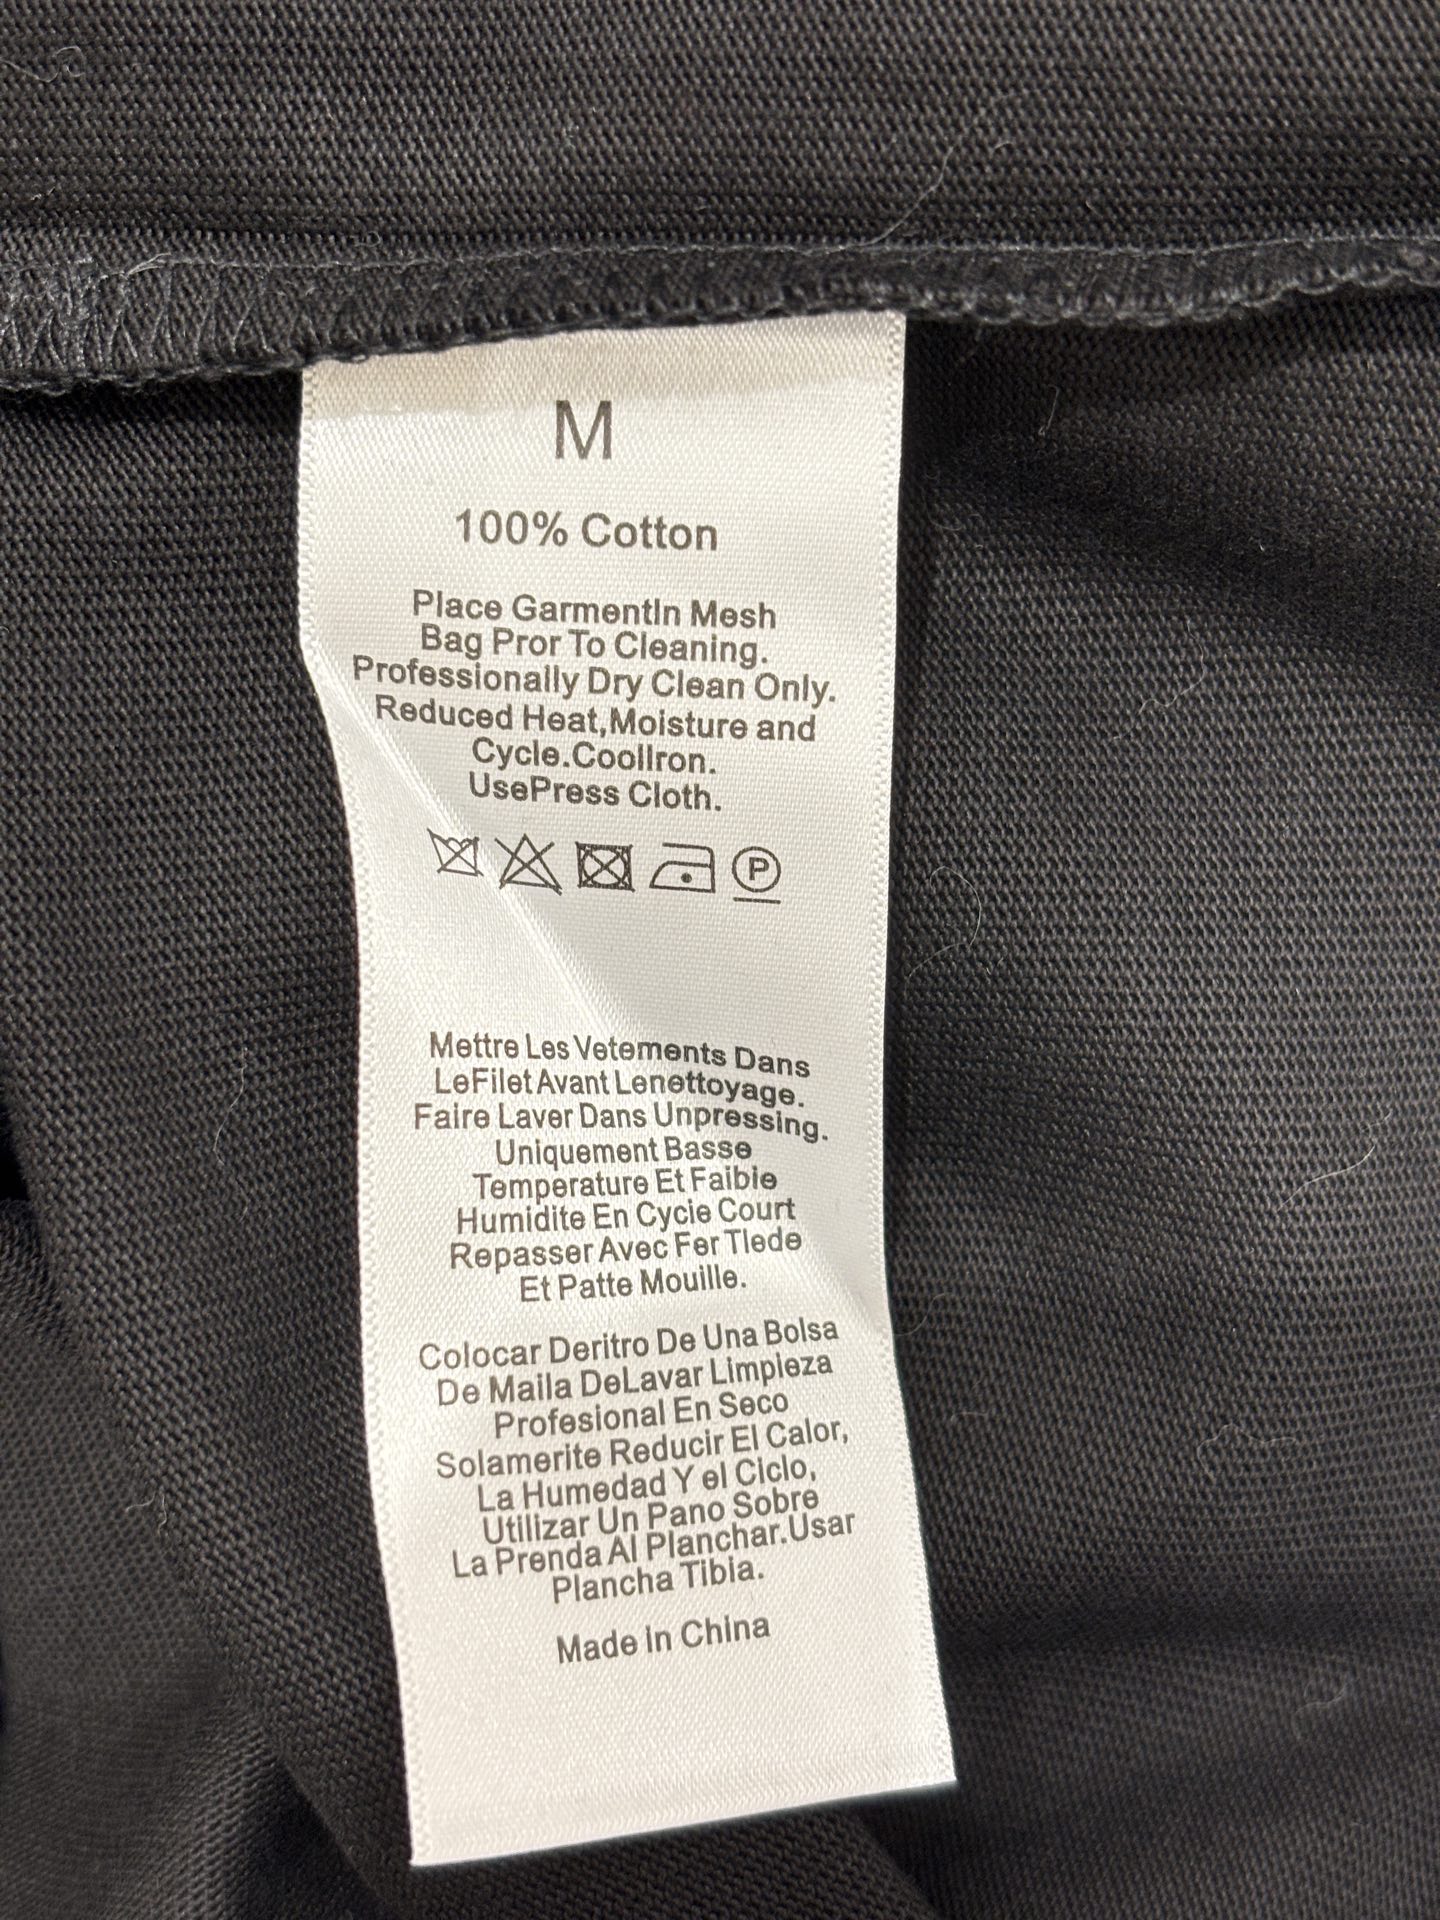 M
100% Cotton
Place GarmentIn Mesh
Bag Pror To Cleaning.
Professionally Dry Clean Only.
Reduced Heat,Moisture and
Cycle.CoolIron.
UsePress Cloth.
P
Mettre Les Vetements Dans
LeFilet Avant Lenettoyage.
Faire Laver Dans Unpressing.
Uniquement Basse
Temperature Et Faibie
Humidite En Cycie Court
Repasser Avec Fer Tlede
Et Patte Mouille.
Colocar Deritro De Una Bolsa
De Maila DeLavar Limpieza
Profesional En Seco
Solamerite Reducir El Calor,
La Humedad Y el Ciclo,
Utilizar Un Pano Sobre
La Prenda Al Planchar.Usar
Plancha Tibia.
Made In China